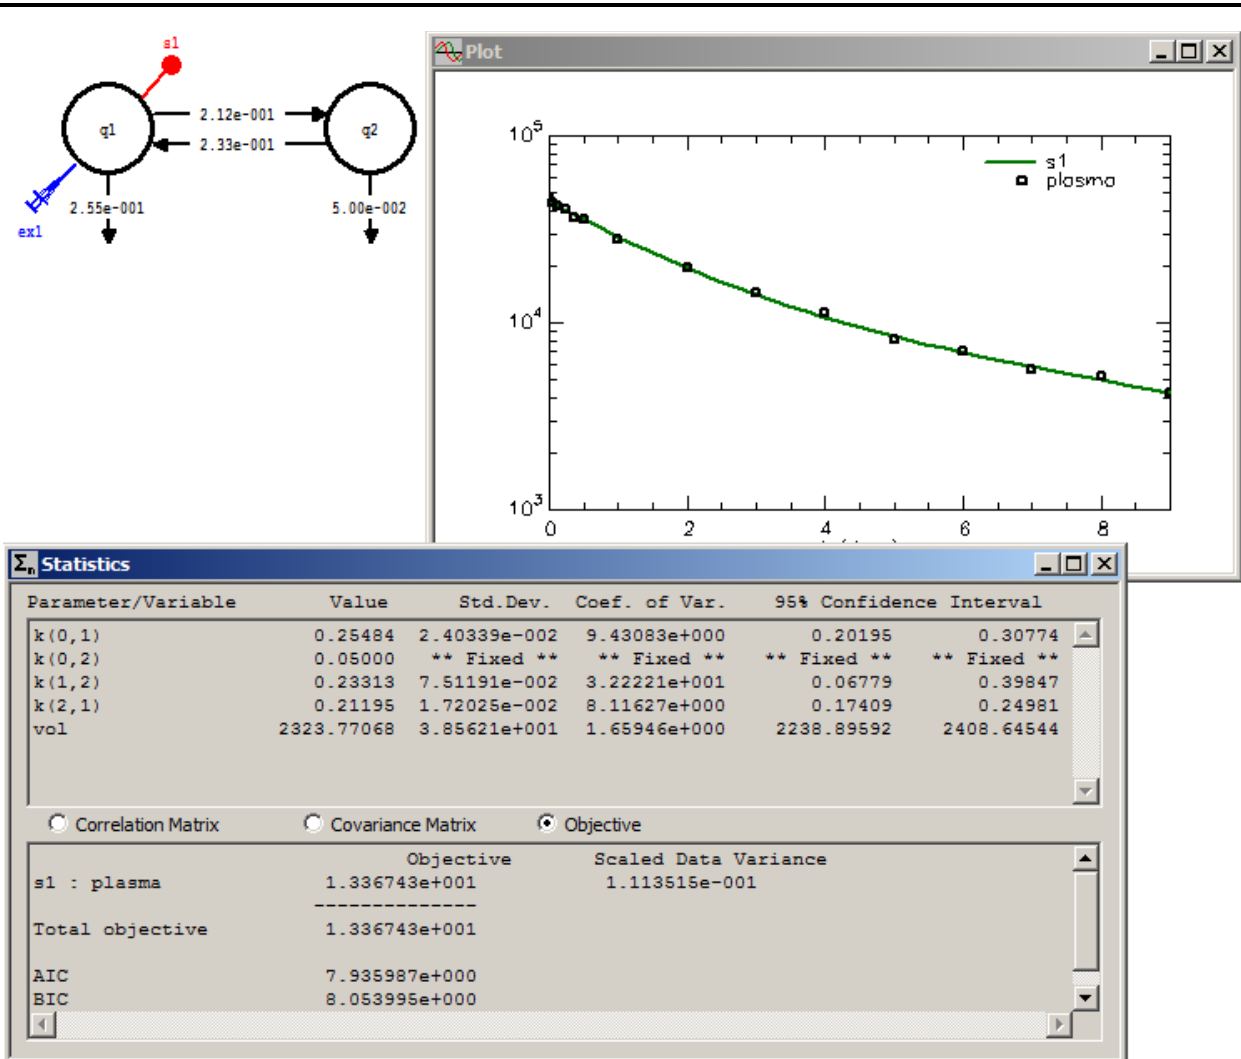 s1
Plot
q1
2.12e-001
2.33e-001
q2
2.55e-001
5.00e-002
ex1
10^5
s1
plasma
10^4
10^3
0 2 4 6 8
Σn Statistics
Parameter/Variable Value Std.Dev. Coef. of Var. 95% Confidence Interval
k(0,1) 0.25484 2.40339e-002 9.43083e+000 0.20195 0.30774
k(0,2) 0.05000 ** Fixed ** ** Fixed ** ** Fixed ** ** Fixed **
k(1,2) 0.23313 7.51191e-002 3.22221e+001 0.06779 0.39847
k(2,1) 0.21195 1.72025e-002 8.11627e+000 0.17409 0.24981
vol 2323.77068 3.85621e+001 1.65946e+000 2238.89592 2408.64544
Correlation Matrix Covariance Matrix Objective
Objective Scaled Data Variance
s1 : plasma 1.336743e+001 1.113515e-001
--------------
Total objective 1.336743e+001
AIC 7.935987e+000
BIC 8.053995e+000